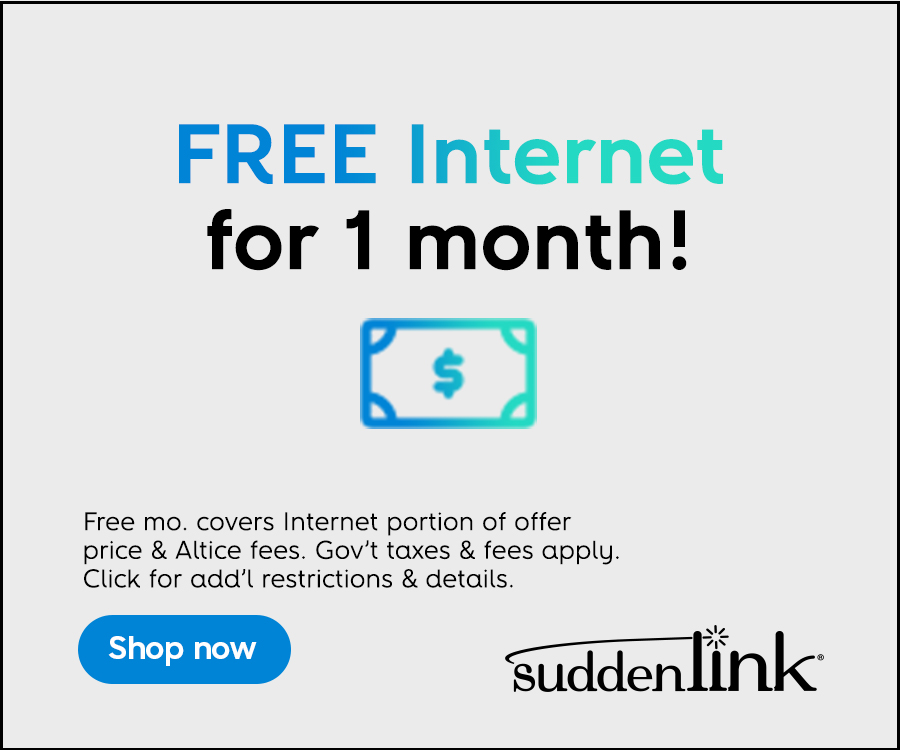 FREE Internet
for 1 month!
$
Free mo. covers Internet portion of offer
price & Altice fees. Gov't taxes & fees apply.
Click for add'l restrictions & details.
Shop now
suddenlink®